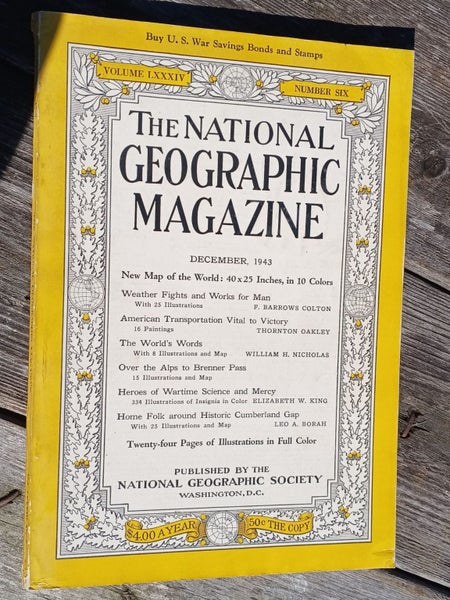 Buy U. S. War Savings Bonds and Stamps
VOLUME LXXXIV
NUMBER SIX
THE NATIONAL
GEOGRAPHIC
MAGAZINE
DECEMBER, 1943
New Map of the World: 40x25 Inches, in 10 Colors
Weather Fights and Works for Man
With 25 Illustrations F. BARROWS COLTON
American Transportation Vital to Victory
16 Paintings THORNTON OAKLEY
The World's Words
With 8 Illustrations and Map WILLIAM H. NICHOLAS
Over the Alps to Brenner Pass
15 Illustrations and Map
Heroes of Wartime Science and Mercy
334 Illustrations of Insignia in Color ELIZABETH W. KING
Home Folk around Historic Cumberland Gap
With 25 Illustrations and Map LEO A. BORAH
Twenty-four Pages of Illustrations in Full Color
PUBLISHED BY THE
NATIONAL GEOGRAPHIC SOCIETY
WASHINGTON, D.C.
$4.00 A YEAR
50c THE COPY